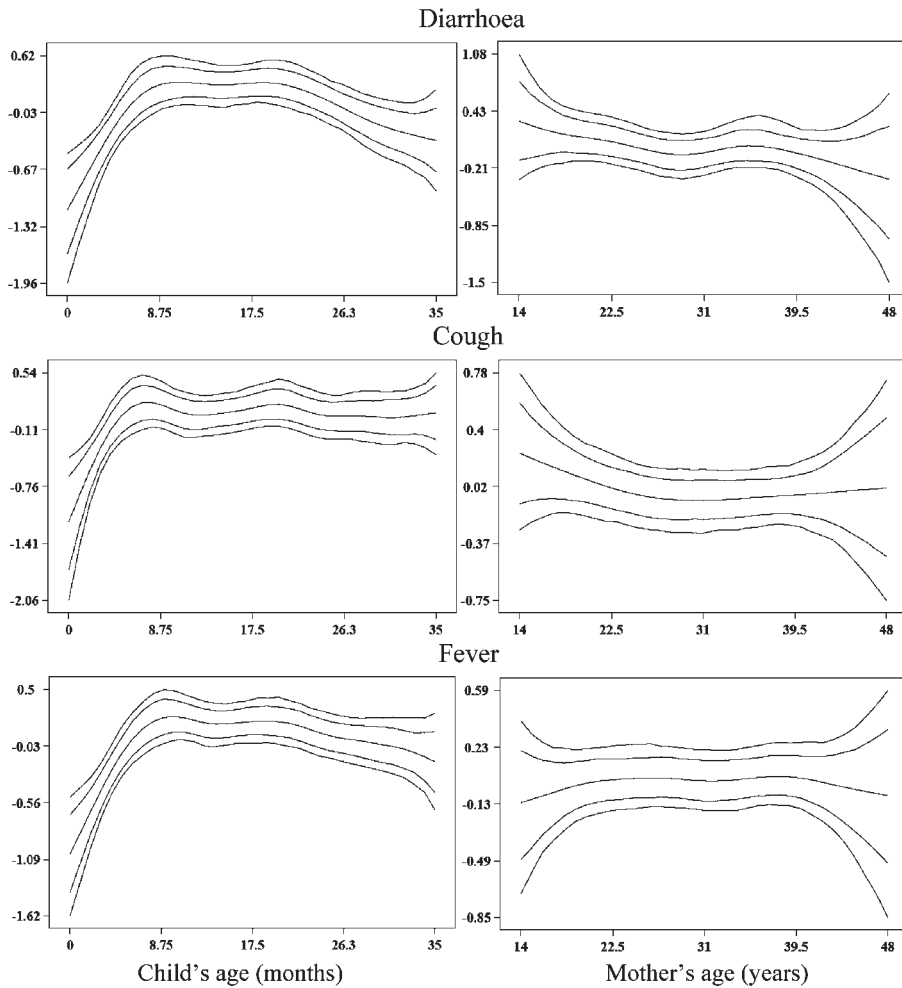 Diarrhoea
0.62
-0.03
-0.67
-1.32
-1.96
0 8.75 17.5 26.3 35
1.08
0.43
-0.21
-0.85
-1.5
14 22.5 31 39.5 48
Cough
0.54
-0.11
-0.76
-1.41
-2.06
0 8.75 17.5 26.3 35
0.78
0.4
0.02
-0.37
-0.75
14 22.5 31 39.5 48
Fever
0.5
-0.03
-0.56
-1.09
-1.62
0 8.75 17.5 26.3 35
Child's age (months)
0.59
0.23
-0.13
-0.49
-0.85
14 22.5 31 39.5 48
Mother's age (years)